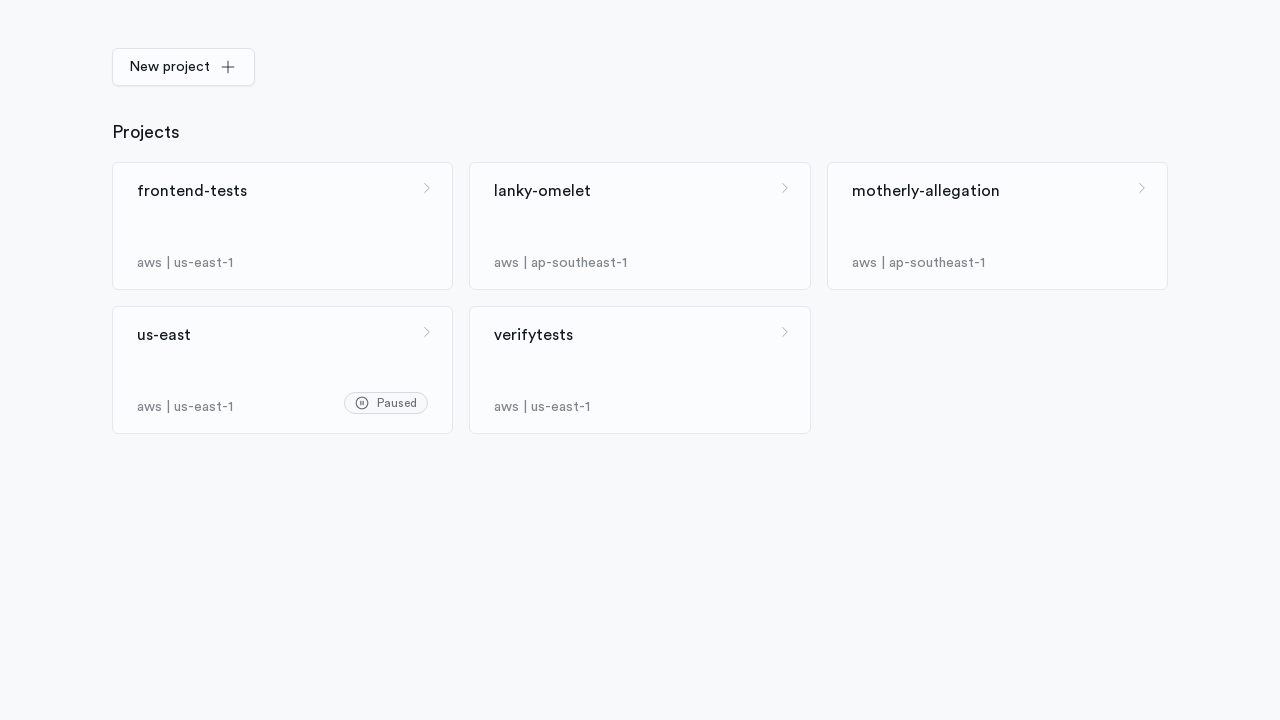 New project
Projects
frontend-tests
aws | us-east-1
lanky-omelet
aws | ap-southeast-1
motherly-allegation
aws | ap-southeast-1
us-east
aws | us-east-1
Paused
verifytests
aws | us-east-1